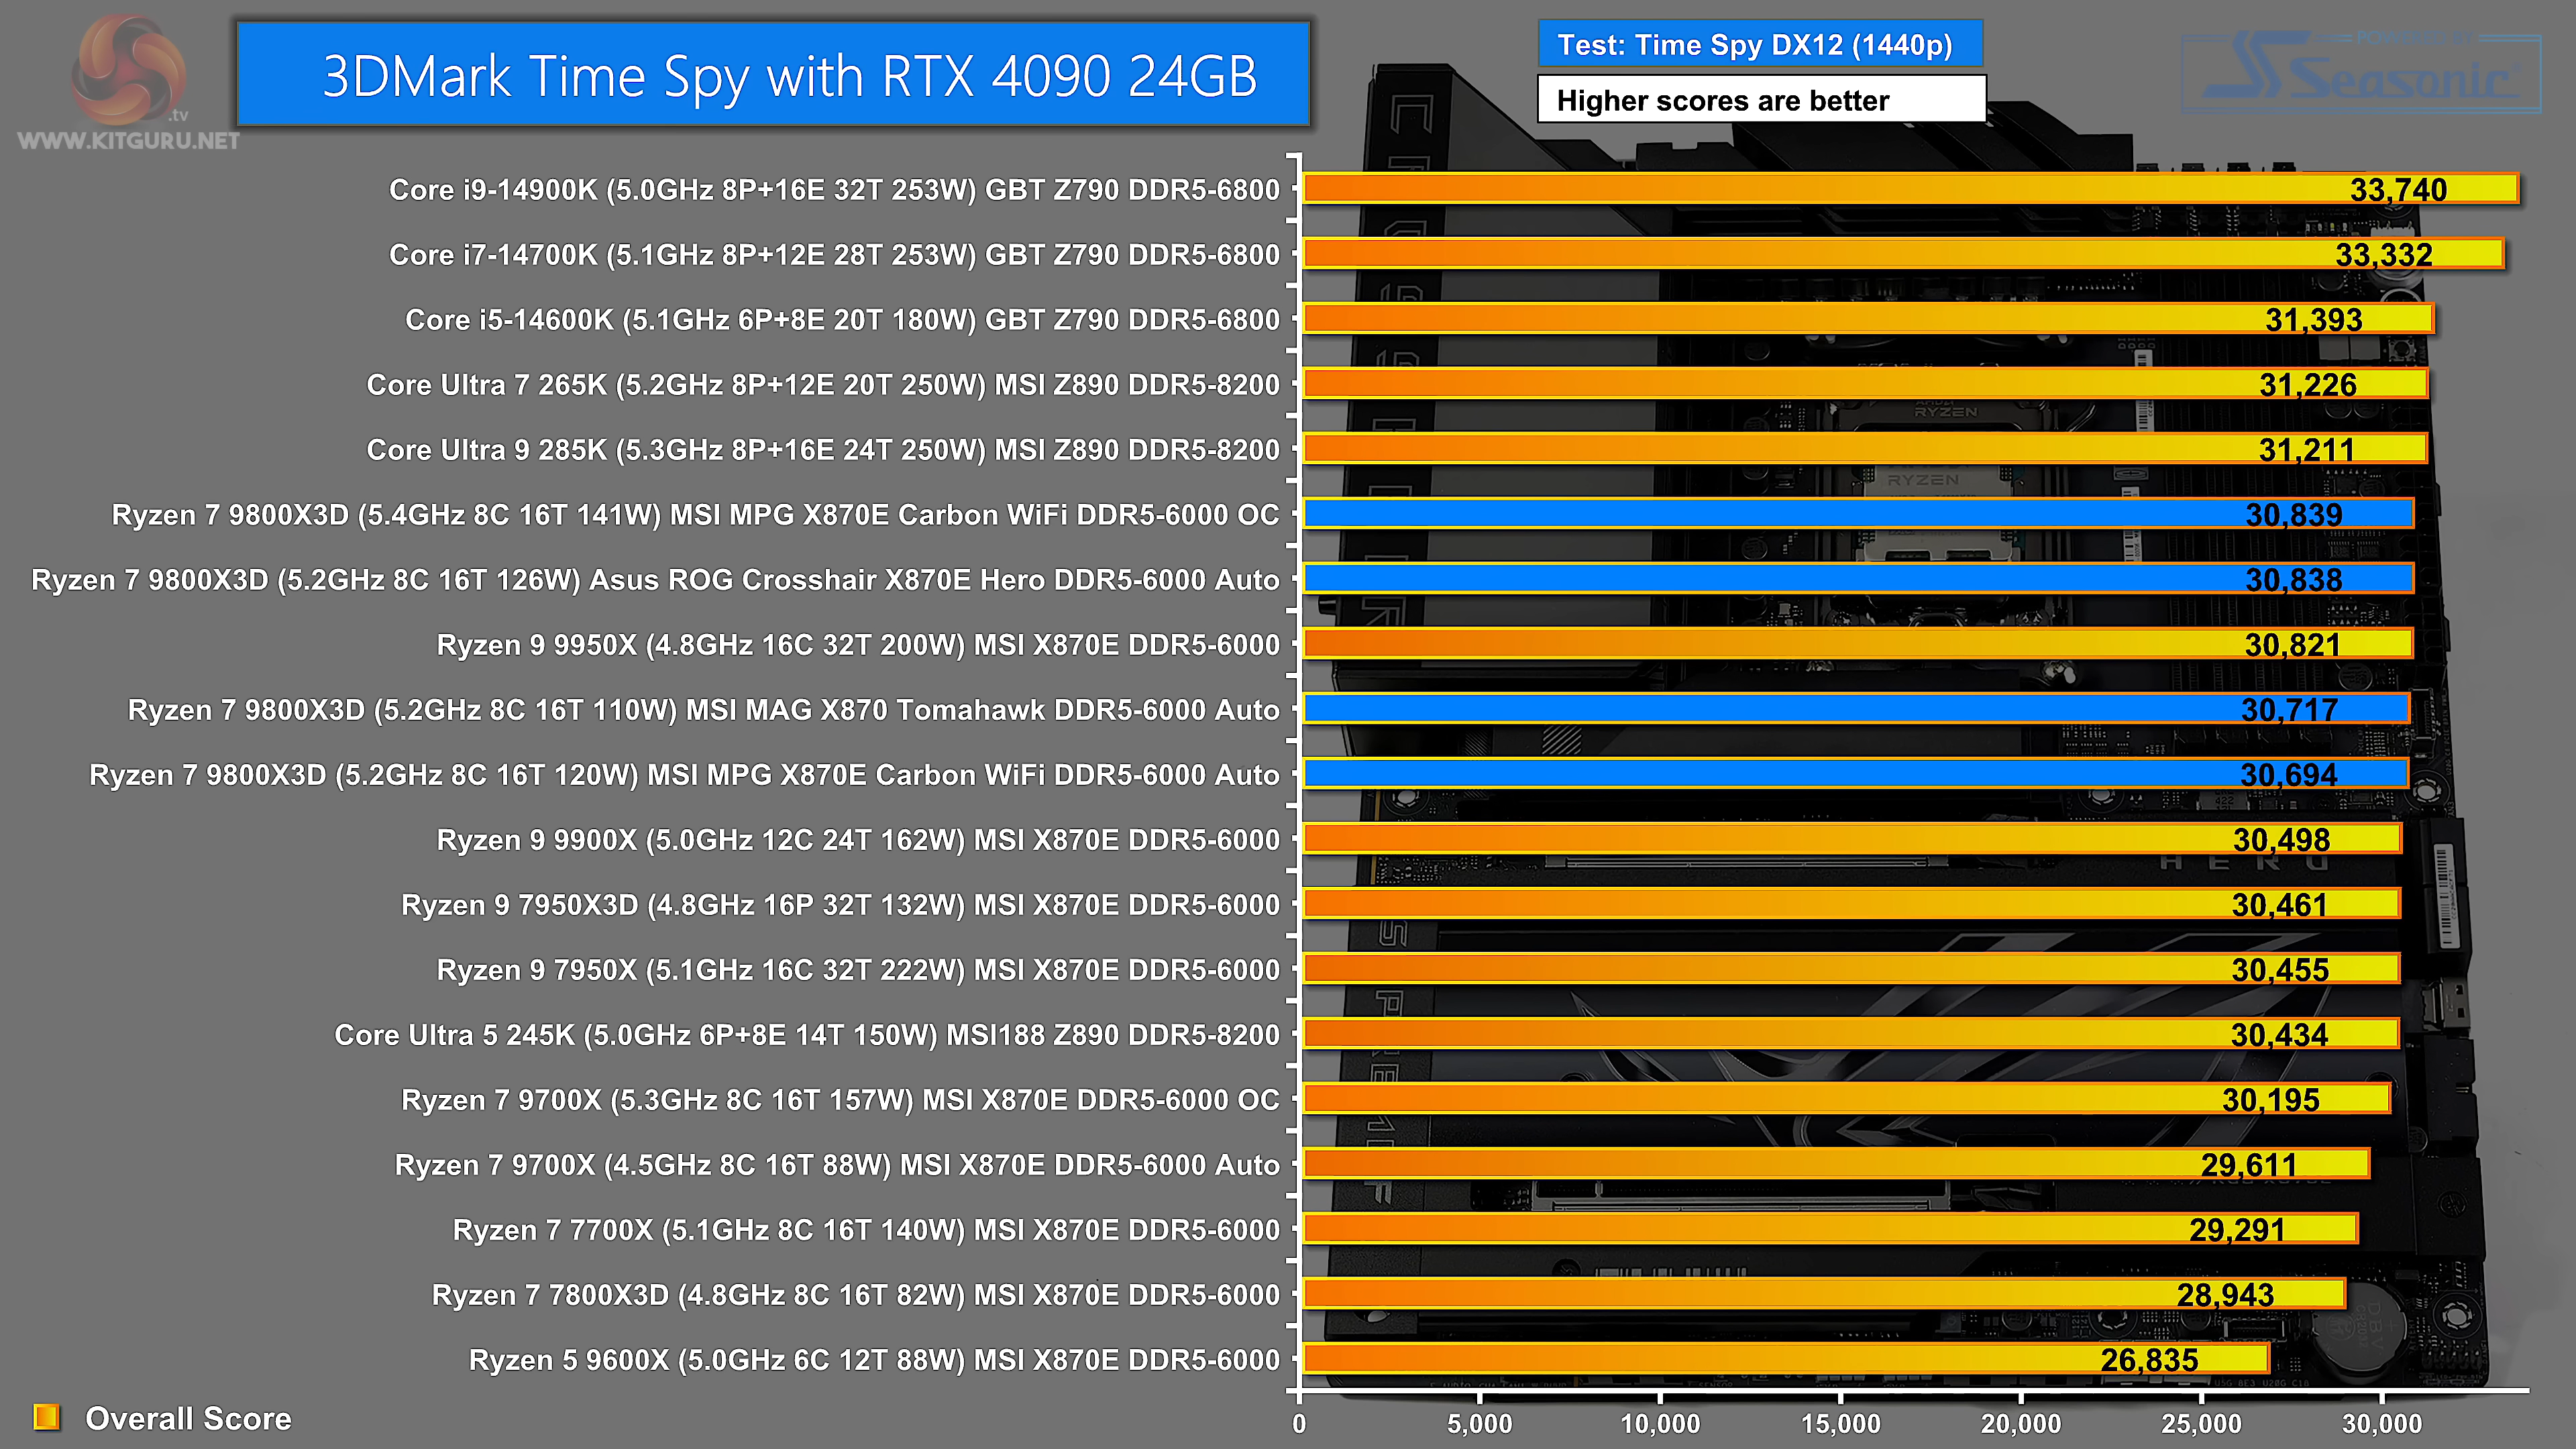 3DMark Time Spy with RTX 4090 24GB
Test: Time Spy DX12 (1440p)
Higher scores are better
.tv
WWW.KITGURU.NET
POWERED BY
Seasonic
Core i9-14900K (5.0GHz 8P+16E 32T 253W) GBT Z790 DDR5-6800 33,740
Core i7-14700K (5.1GHz 8P+12E 28T 253W) GBT Z790 DDR5-6800 33,332
Core i5-14600K (5.1GHz 6P+8E 20T 180W) GBT Z790 DDR5-6800 31,393
Core Ultra 7 265K (5.2GHz 8P+12E 20T 250W) MSI Z890 DDR5-8200 31,226
Core Ultra 9 285K (5.3GHz 8P+16E 24T 250W) MSI Z890 DDR5-8200 31,211
Ryzen 7 9800X3D (5.4GHz 8C 16T 141W) MSI MPG X870E Carbon WiFi DDR5-6000 OC 30,839
Ryzen 7 9800X3D (5.2GHz 8C 16T 126W) Asus ROG Crosshair X870E Hero DDR5-6000 Auto 30,838
Ryzen 9 9950X (4.8GHz 16C 32T 200W) MSI X870E DDR5-6000 30,821
Ryzen 7 9800X3D (5.2GHz 8C 16T 110W) MSI MAG X870 Tomahawk DDR5-6000 Auto 30,717
Ryzen 7 9800X3D (5.2GHz 8C 16T 120W) MSI MPG X870E Carbon WiFi DDR5-6000 Auto 30,694
Ryzen 9 9900X (5.0GHz 12C 24T 162W) MSI X870E DDR5-6000 30,498
Ryzen 9 7950X3D (4.8GHz 16P 32T 132W) MSI X870E DDR5-6000 30,461
Ryzen 9 7950X (5.1GHz 16C 32T 222W) MSI X870E DDR5-6000 30,455
Core Ultra 5 245K (5.0GHz 6P+8E 14T 150W) MSI188 Z890 DDR5-8200 30,434
Ryzen 7 9700X (5.3GHz 8C 16T 157W) MSI X870E DDR5-6000 OC 30,195
Ryzen 7 9700X (4.5GHz 8C 16T 88W) MSI X870E DDR5-6000 Auto 29,611
Ryzen 7 7700X (5.1GHz 8C 16T 140W) MSI X870E DDR5-6000 29,291
Ryzen 7 7800X3D (4.8GHz 8C 16T 82W) MSI X870E DDR5-6000 28,943
Ryzen 5 9600X (5.0GHz 6C 12T 88W) MSI X870E DDR5-6000 26,835
RYZEN
RYZEN
HERO
Overall Score
0 5,000 10,000 15,000 20,000 25,000 30,000